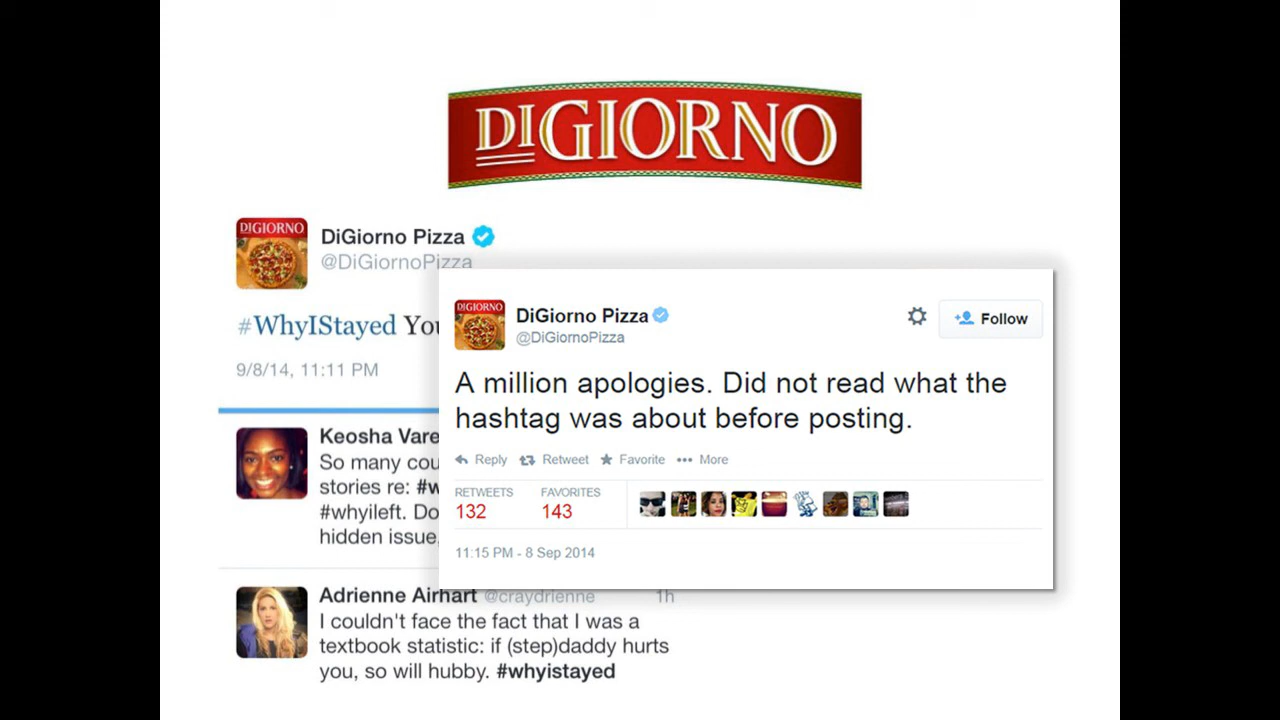 DIGIORNO
DIGIORNO
DiGiorno Pizza
@DiGiornoPizza
#WhyIStayed You
9/8/14, 11:11 PM
DIGIORNO
DiGiorno Pizza
@DiGiornoPizza
Follow
A million apologies. Did not read what the
hashtag was about before posting.
Reply Retweet Favorite More
RETWEETS FAVORITES
132 143
11:15 PM - 8 Sep 2014
Keosha Vare
So many cou
stories re: #w
#whyileft. Do
hidden issue,
Adrienne Airhart @craydrienne 1h
I couldn't face the fact that I was a
textbook statistic: if (step)daddy hurts
you, so will hubby. #whyistayed